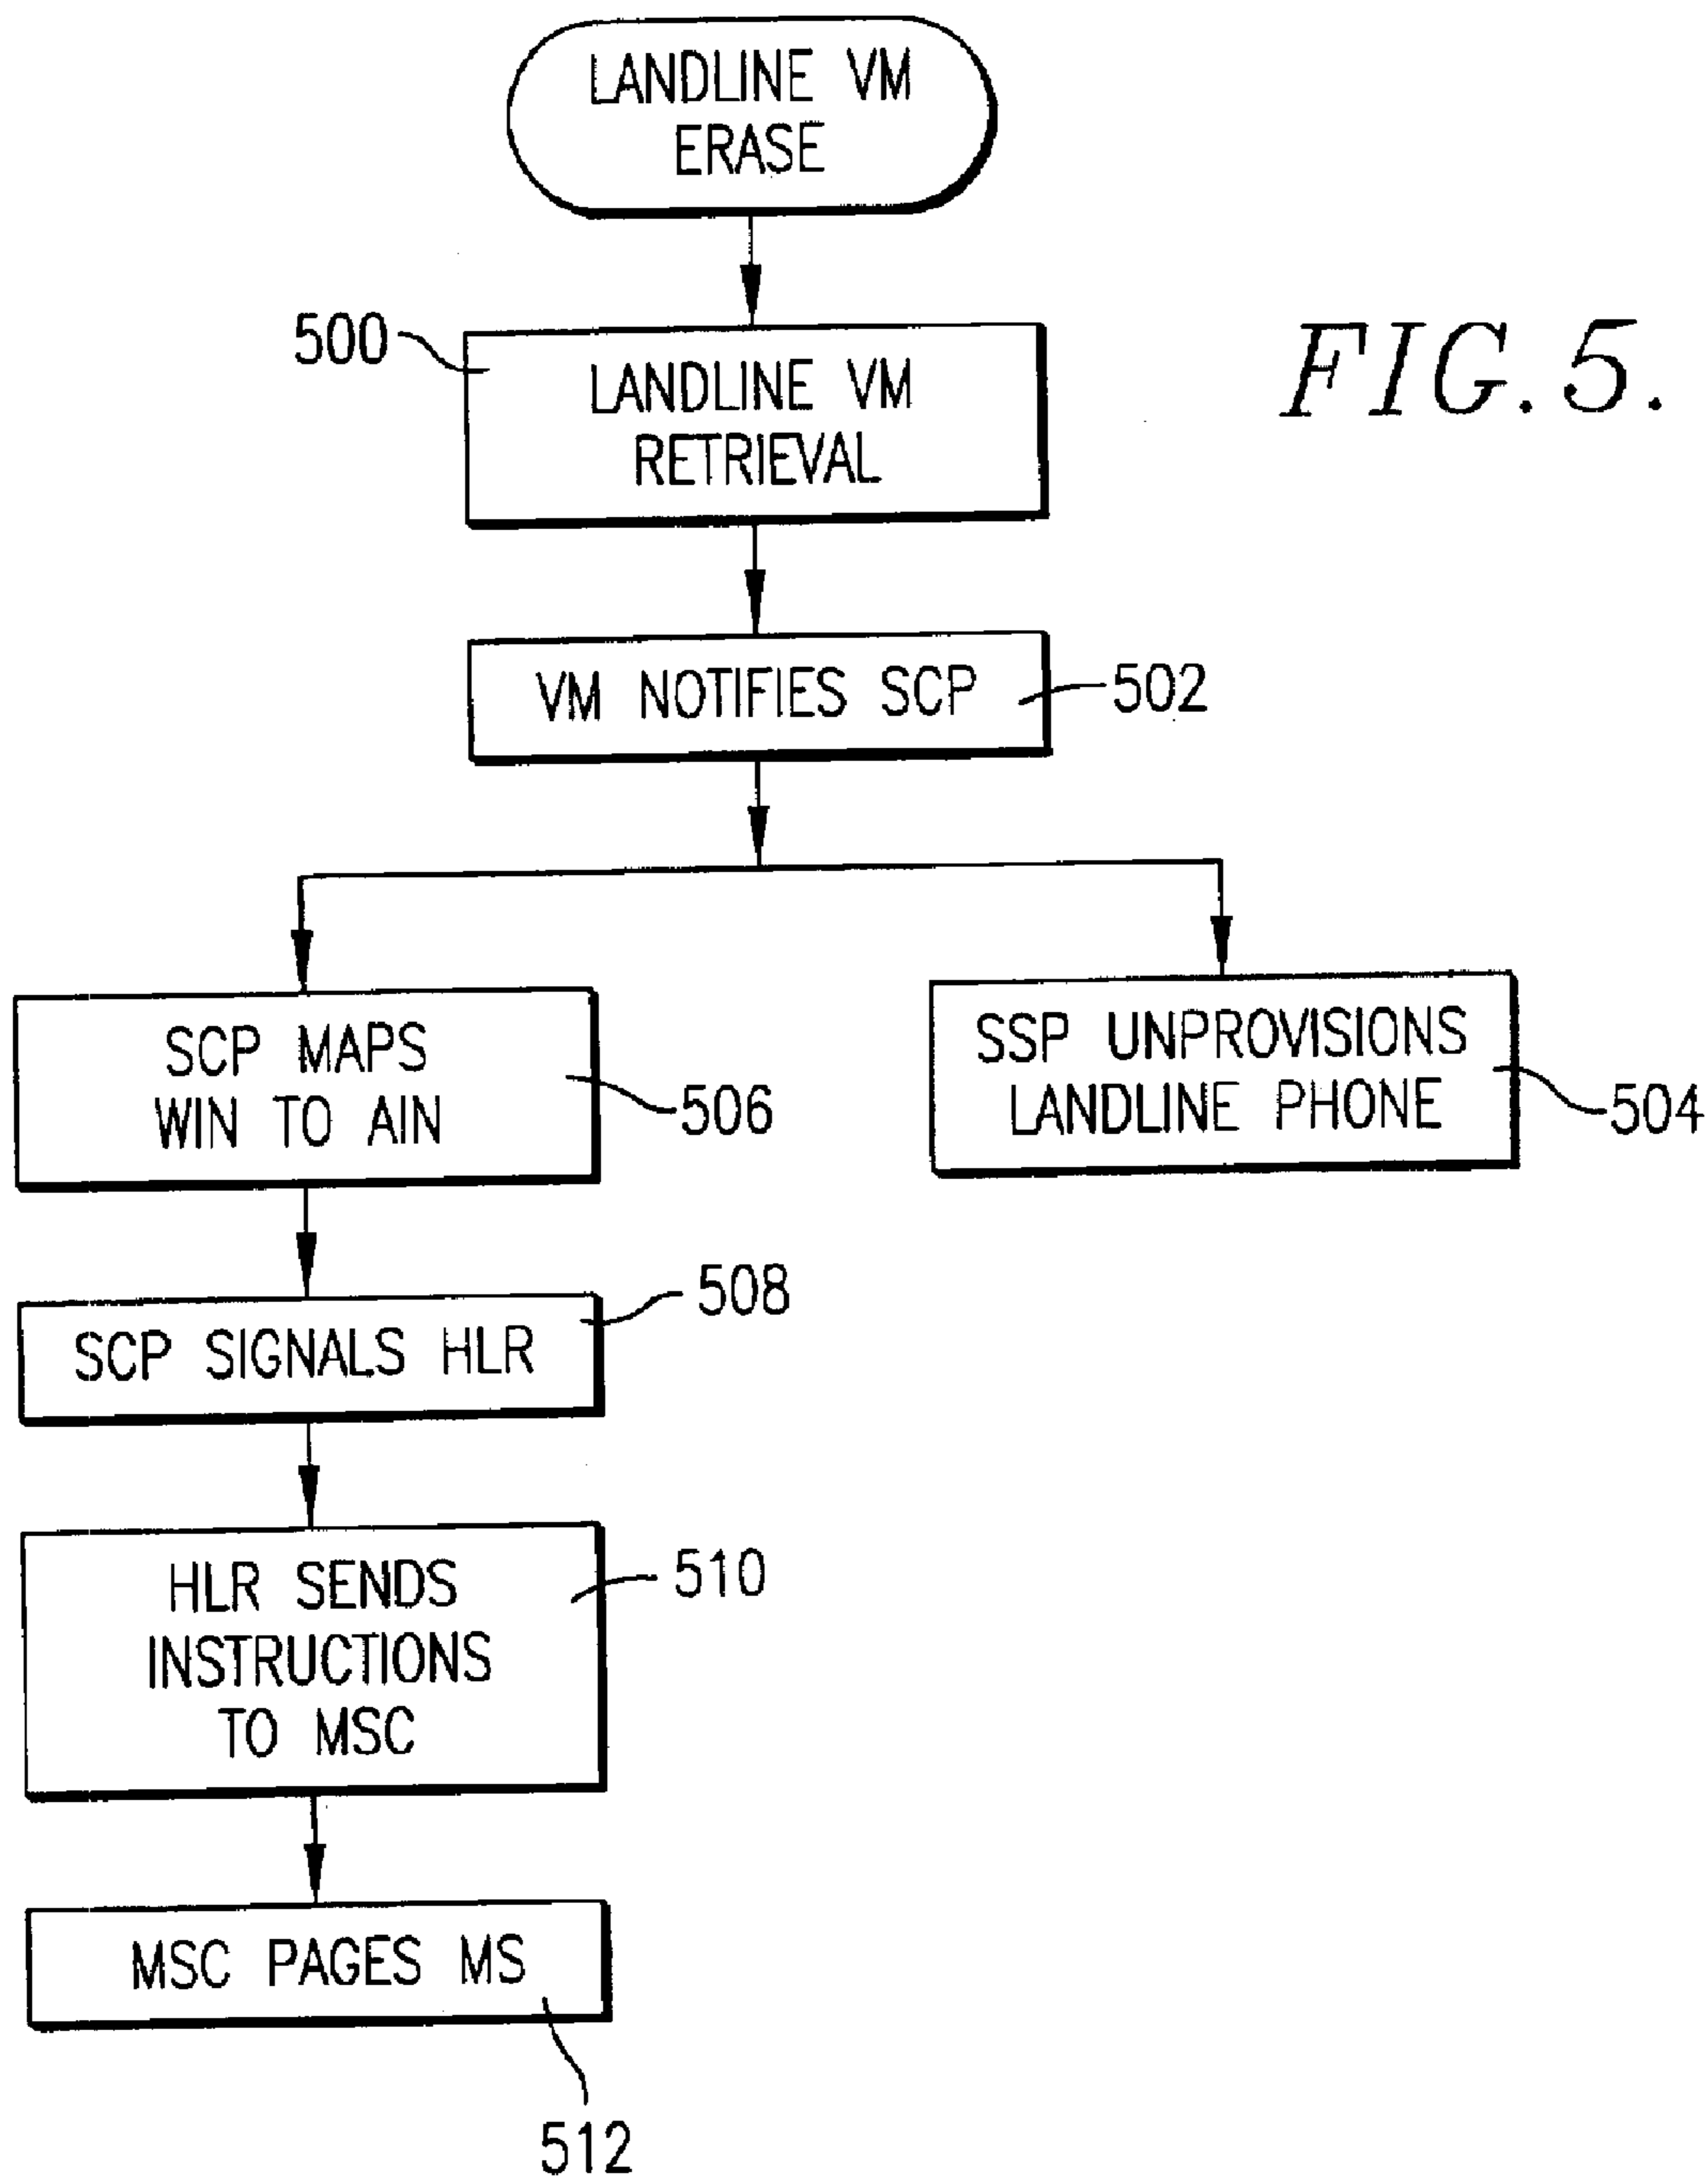 LANDLINE VM
ERASE
500
LANDLINE VM
RETRIEVAL
FIG. 5.
VM NOTIFIES SCP
502
SCP MAPS
WIN TO AIN
506
SSP UNPROVISIONS
LANDLINE PHONE
504
SCP SIGNALS HLR
508
HLR SENDS
INSTRUCTIONS
TO MSC
510
MSC PAGES MS
512